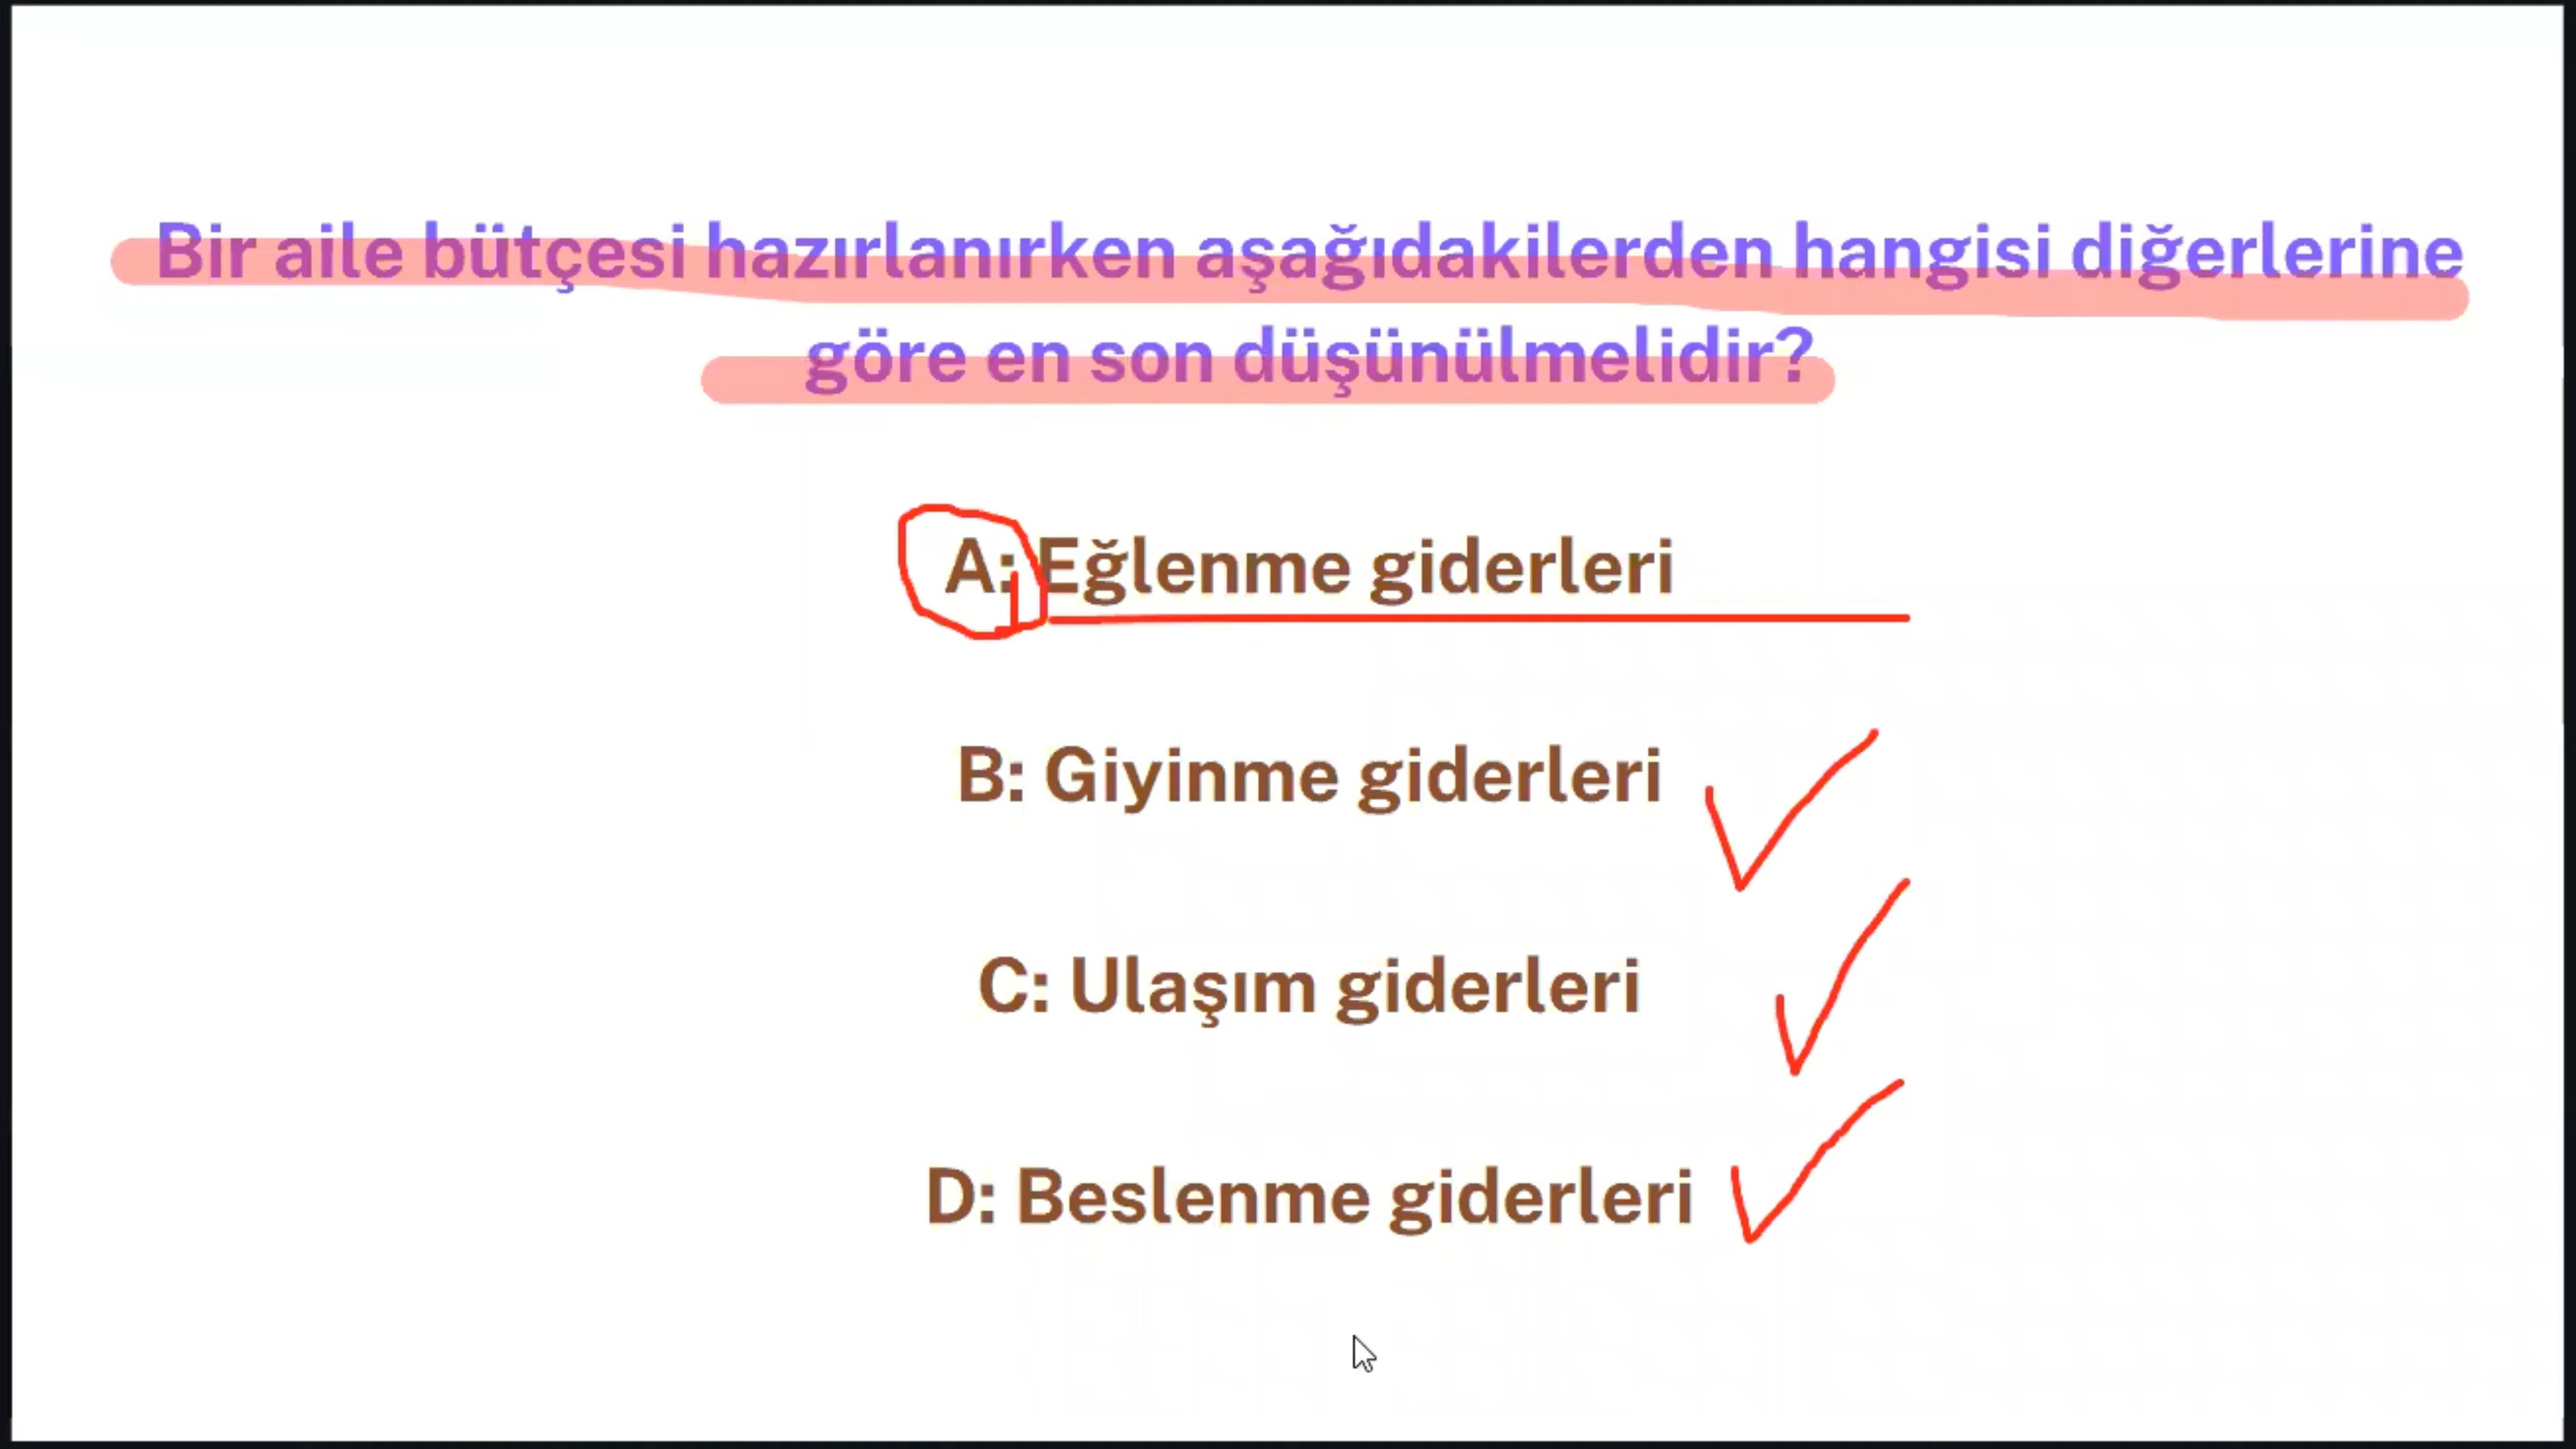 Bir aile bütçesi hazırlanırken aşağıdakilerden hangisi diğerlerine
göre en son düşünülmelidir?
A: Eğlenme giderleri
B: Giyinme giderleri
C: Ulaşım giderleri
D: Beslenme giderleri